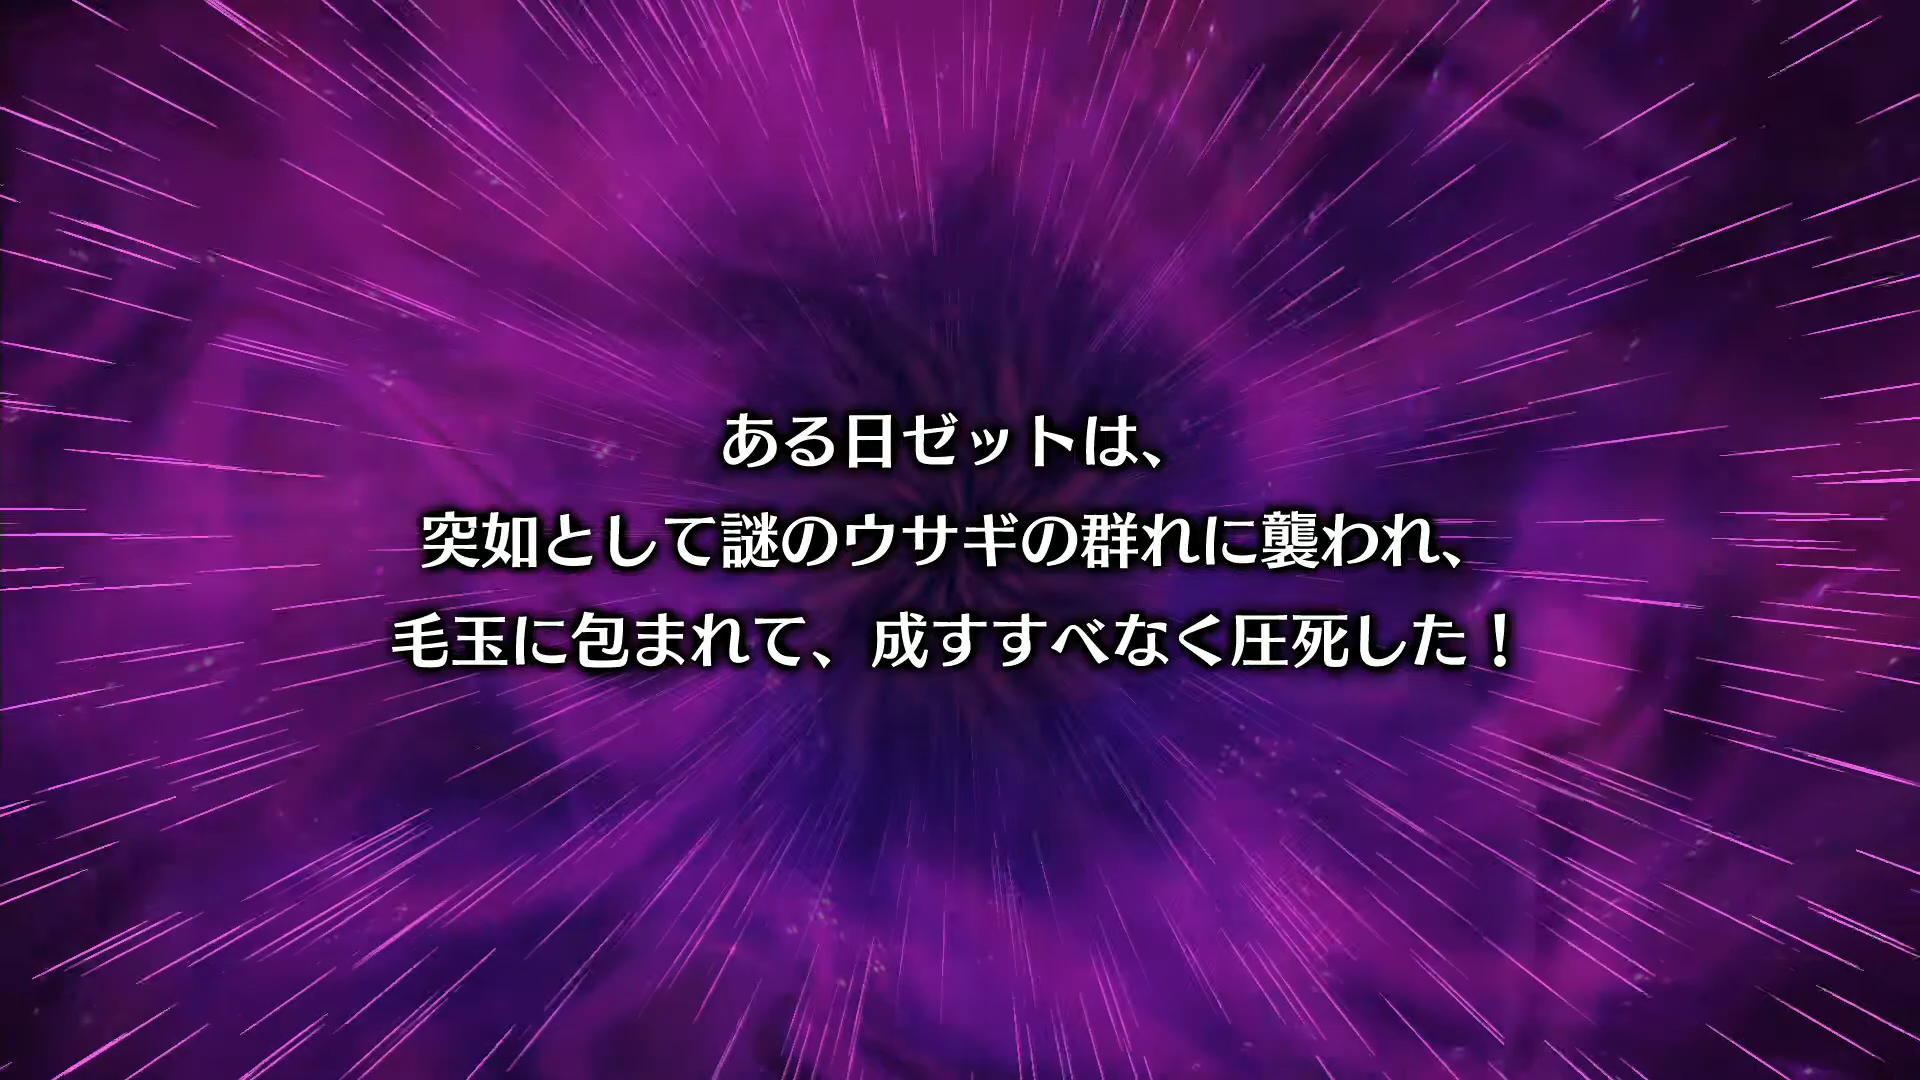 ある日ゼットは、
突如として謎のウサギの群れに襲われ、
毛玉に包まれて、成すすべなく圧死した！